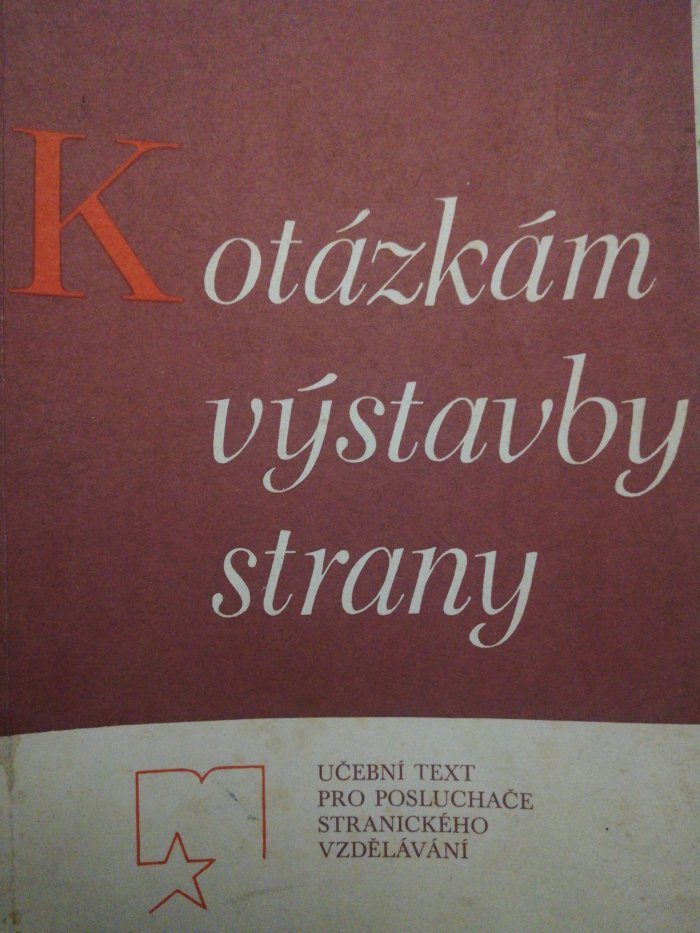 K otázkám
výstavby
strany
UČEBNÍ TEXT
PRO POSLUCHAČE
STRANICKÉHO
VZDĚLÁVÁNÍ